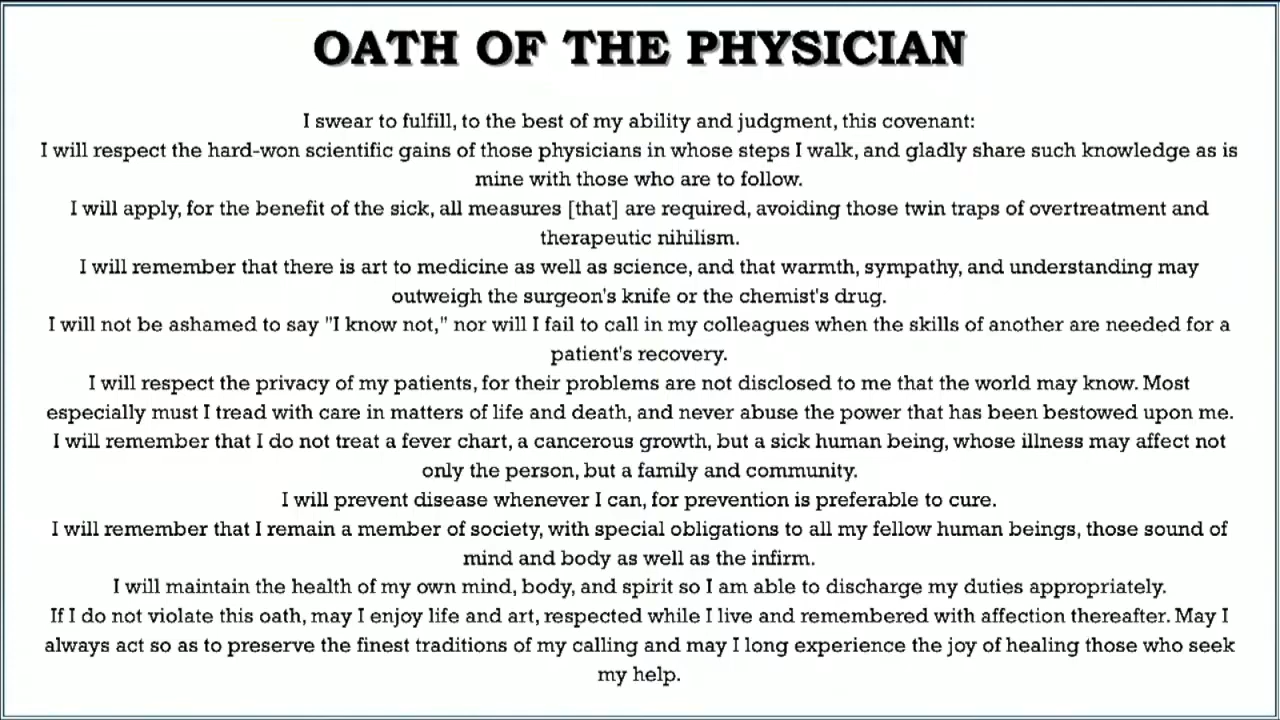 OATH OF THE PHYSICIAN
I swear to fulfill, to the best of my ability and judgment, this covenant:
I will respect the hard-won scientific gains of those physicians in whose steps I walk, and gladly share such knowledge as is
mine with those who are to follow.
I will apply, for the benefit of the sick, all measures [that] are required, avoiding those twin traps of overtreatment and
therapeutic nihilism.
I will remember that there is art to medicine as well as science, and that warmth, sympathy, and understanding may
outweigh the surgeon's knife or the chemist's drug.
I will not be ashamed to say "I know not," nor will I fail to call in my colleagues when the skills of another are needed for a
patient's recovery.
I will respect the privacy of my patients, for their problems are not disclosed to me that the world may know. Most
especially must I tread with care in matters of life and death, and never abuse the power that has been bestowed upon me.
I will remember that I do not treat a fever chart, a cancerous growth, but a sick human being, whose illness may affect not
only the person, but a family and community.
I will prevent disease whenever I can, for prevention is preferable to cure.
I will remember that I remain a member of society, with special obligations to all my fellow human beings, those sound of
mind and body as well as the infirm.
I will maintain the health of my own mind, body, and spirit so I am able to discharge my duties appropriately.
If I do not violate this oath, may I enjoy life and art, respected while I live and remembered with affection thereafter. May I
always act so as to preserve the finest traditions of my calling and may I long experience the joy of healing those who seek
my help.